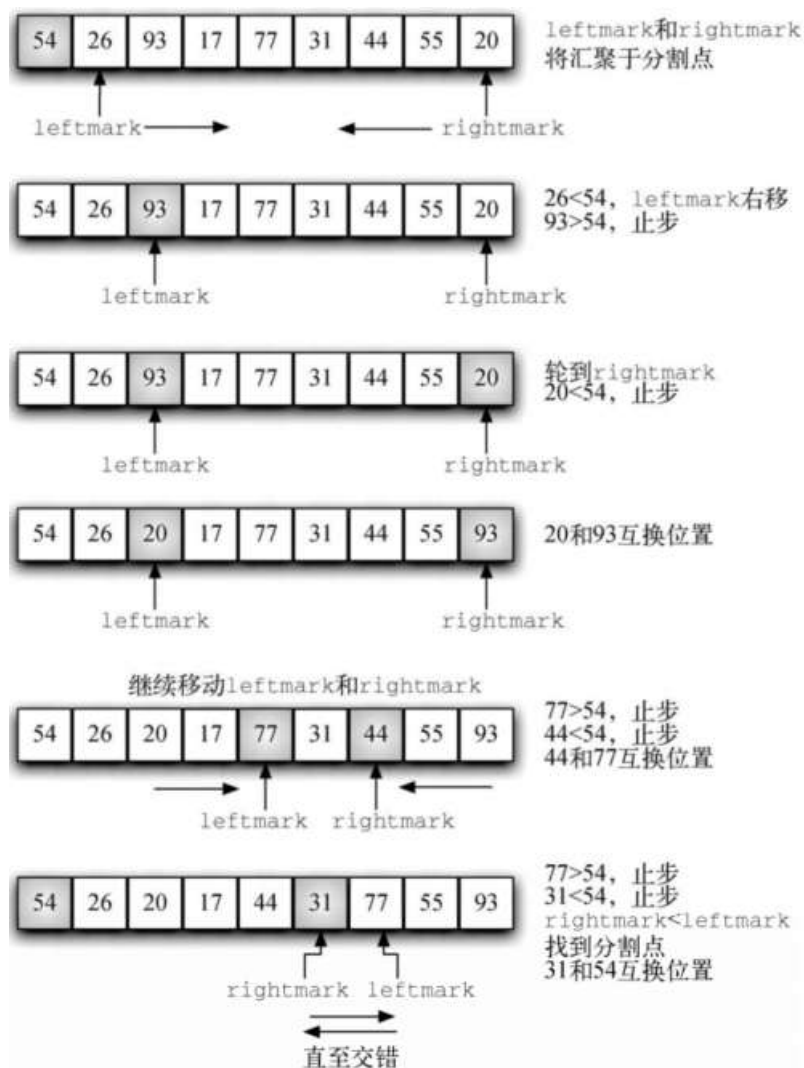 54 26 93 17 77 31 44 55 20
leftmark和rightmark
将汇聚于分割点
leftmark
rightmark
54 26 93 17 77 31 44 55 20
26<54，leftmark右移
93>54，止步
leftmark
rightmark
54 26 93 17 77 31 44 55 20
轮到rightmark
20<54，止步
leftmark
rightmark
54 26 20 17 77 31 44 55 93
20和93互换位置
leftmark
rightmark
继续移动leftmark和rightmark
54 26 20 17 77 31 44 55 93
77>54，止步
44<54，止步
44和77互换位置
leftmark
rightmark
54 26 20 17 44 31 77 55 93
77>54，止步
31<54，止步
rightmark<leftmark
找到分割点
31和54互换位置
rightmark
leftmark
直至交错